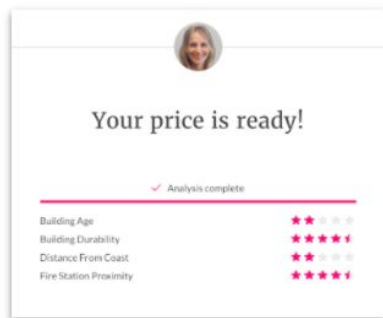 Your price is ready!
Analysis complete
Building Age
Building Durability
Distance From Coast
Fire Station Proximity